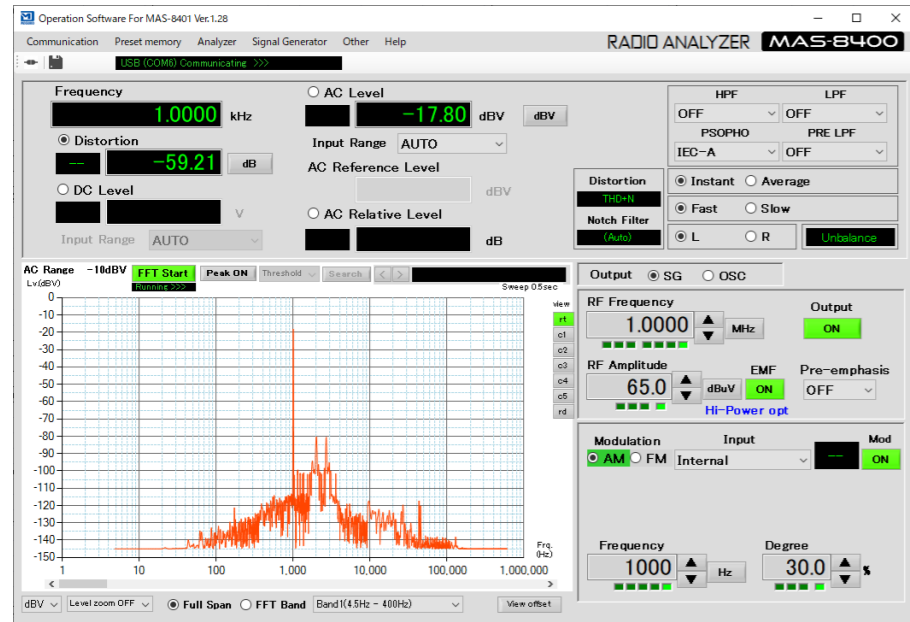 Operation Software For MAS-8401 Ver.1.28
Communication Preset memory Analyzer Signal Generator Other Help
RADIO ANALYZER MAS-8400
USB (COM6) Communicating >>>
Frequency
1.0000 kHz
Distortion
-- -59.21 dB
DC Level
V
Input Range AUTO
AC Level
-17.80 dBV dBV
Input Range AUTO
AC Reference Level
dBV
AC Relative Level
dB
HPF LPF
OFF OFF
PSOPHO PRE LPF
IEC-A OFF
Distortion
THD+N
Notch Filter
(Auto)
Instant Average
Fast Slow
L R Unbalance
AC Range -10dBV FFT Start Peak ON Threshold Search < >
Running >>>
Lv.(dBV) Sweep 0.5sec
0
-10
-20
-30
-40
-50
-60
-70
-80
-90
-100
-110
-120
-130
-140
-150
1 10 100 1,000 10,000 100,000 1,000,000
Frq.
(Hz)
view
rt
c1
c2
c3
c4
c5
rd
dBV Level zoom OFF Full Span FFT Band Band1(4.5Hz - 400Hz) View offset
Output SG OSC
RF Frequency Output
1.0000 MHz ON
RF Amplitude EMF Pre-emphasis
65.0 dBuV ON OFF
Hi-Power opt
Modulation Input Mod
AM FM Internal -- ON
Frequency Degree
1000 Hz 30.0 %